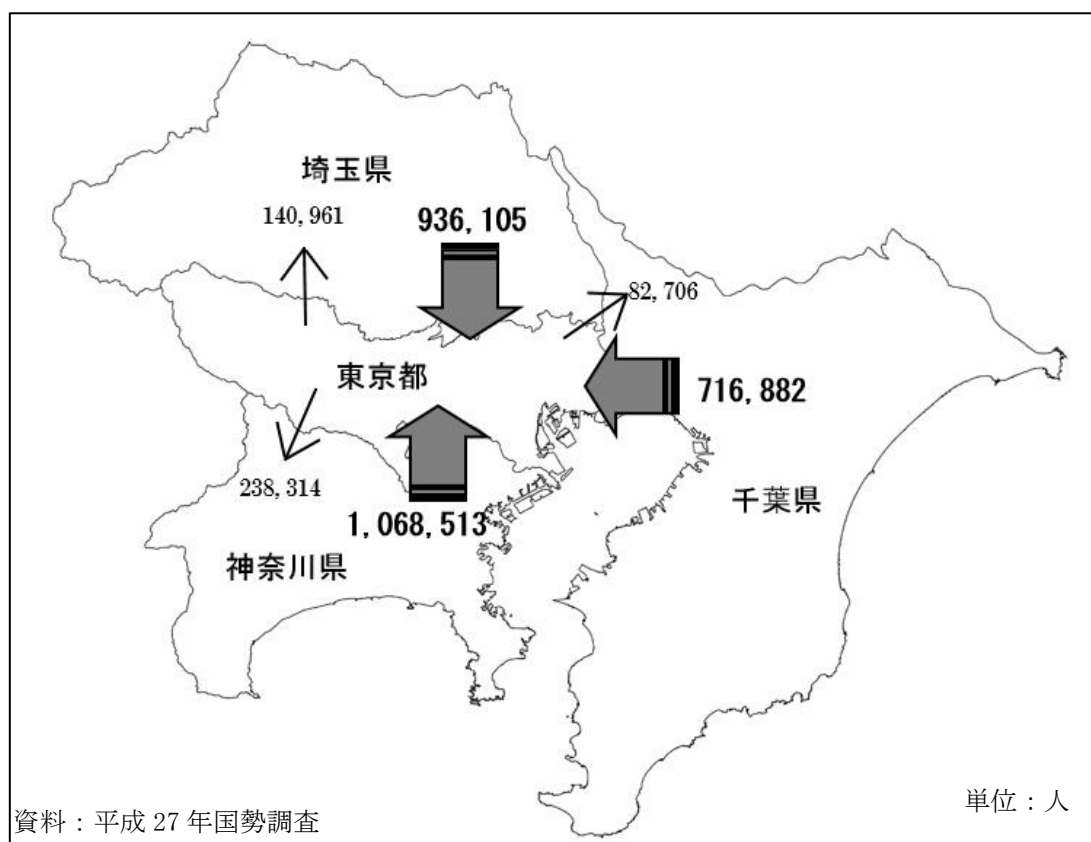 埼玉県
140,961
936,105
82,706
東京都
716,882
238,314
1,068,513
千葉県
神奈川県
単位：人
資料：平成 27 年国勢調査